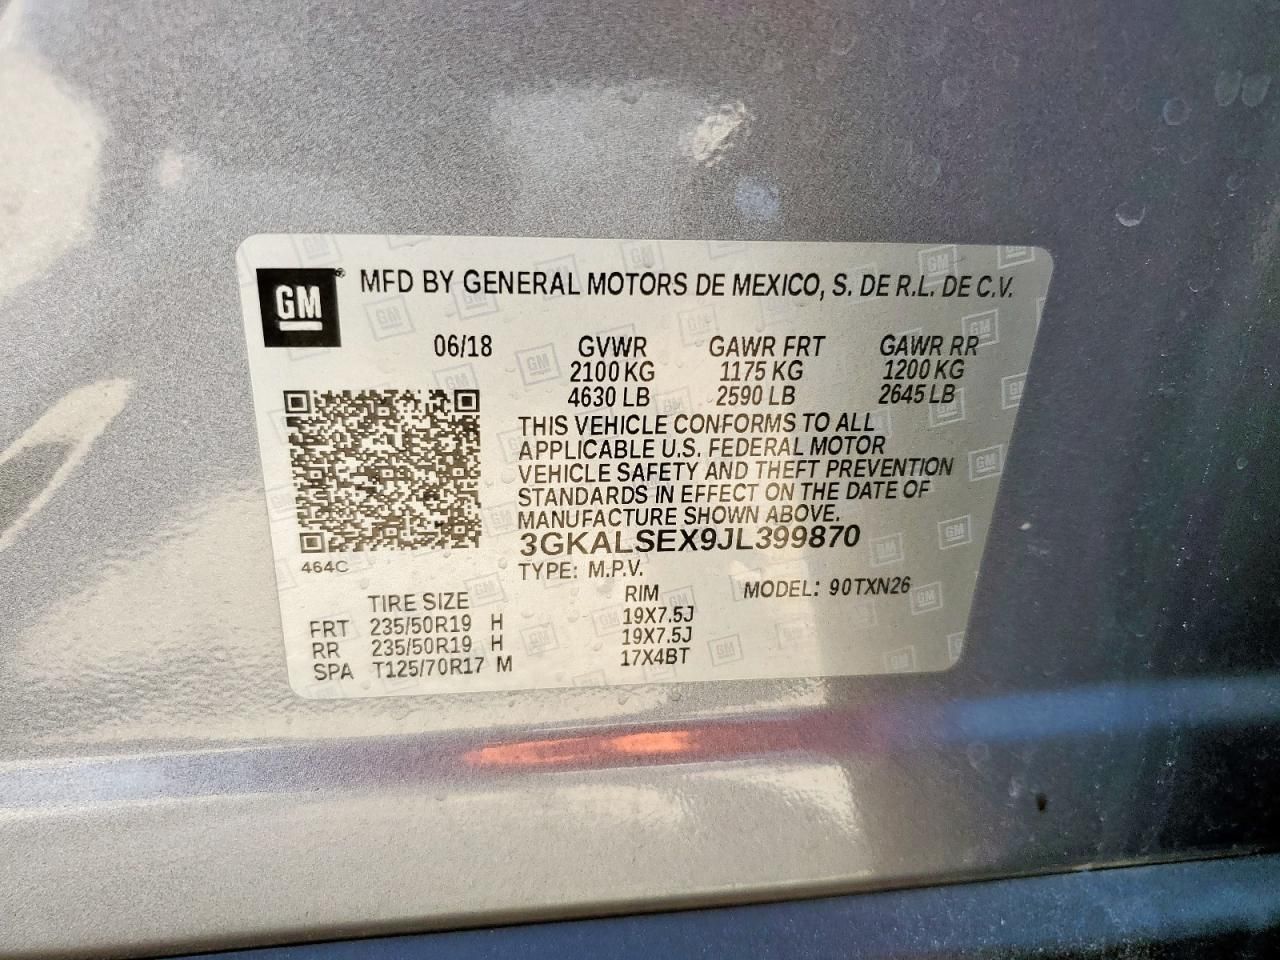 GM ® MFD BY GENERAL MOTORS DE MEXICO, S. DE R.L. DE C.V.
06/18 GVWR GAWR FRT GAWR RR
2100 KG 1175 KG 1200 KG
4630 LB 2590 LB 2645 LB
THIS VEHICLE CONFORMS TO ALL
APPLICABLE U.S. FEDERAL MOTOR
VEHICLE SAFETY AND THEFT PREVENTION
STANDARDS IN EFFECT ON THE DATE OF
MANUFACTURE SHOWN ABOVE.
3GKALSEX9JL399870
464C
TYPE: M.P.V. MODEL: 90TXN26
TIRE SIZE RIM
FRT 235/50R19 H 19X7.5J
RR 235/50R19 H 19X7.5J
SPA T125/70R17 M 17X4BT